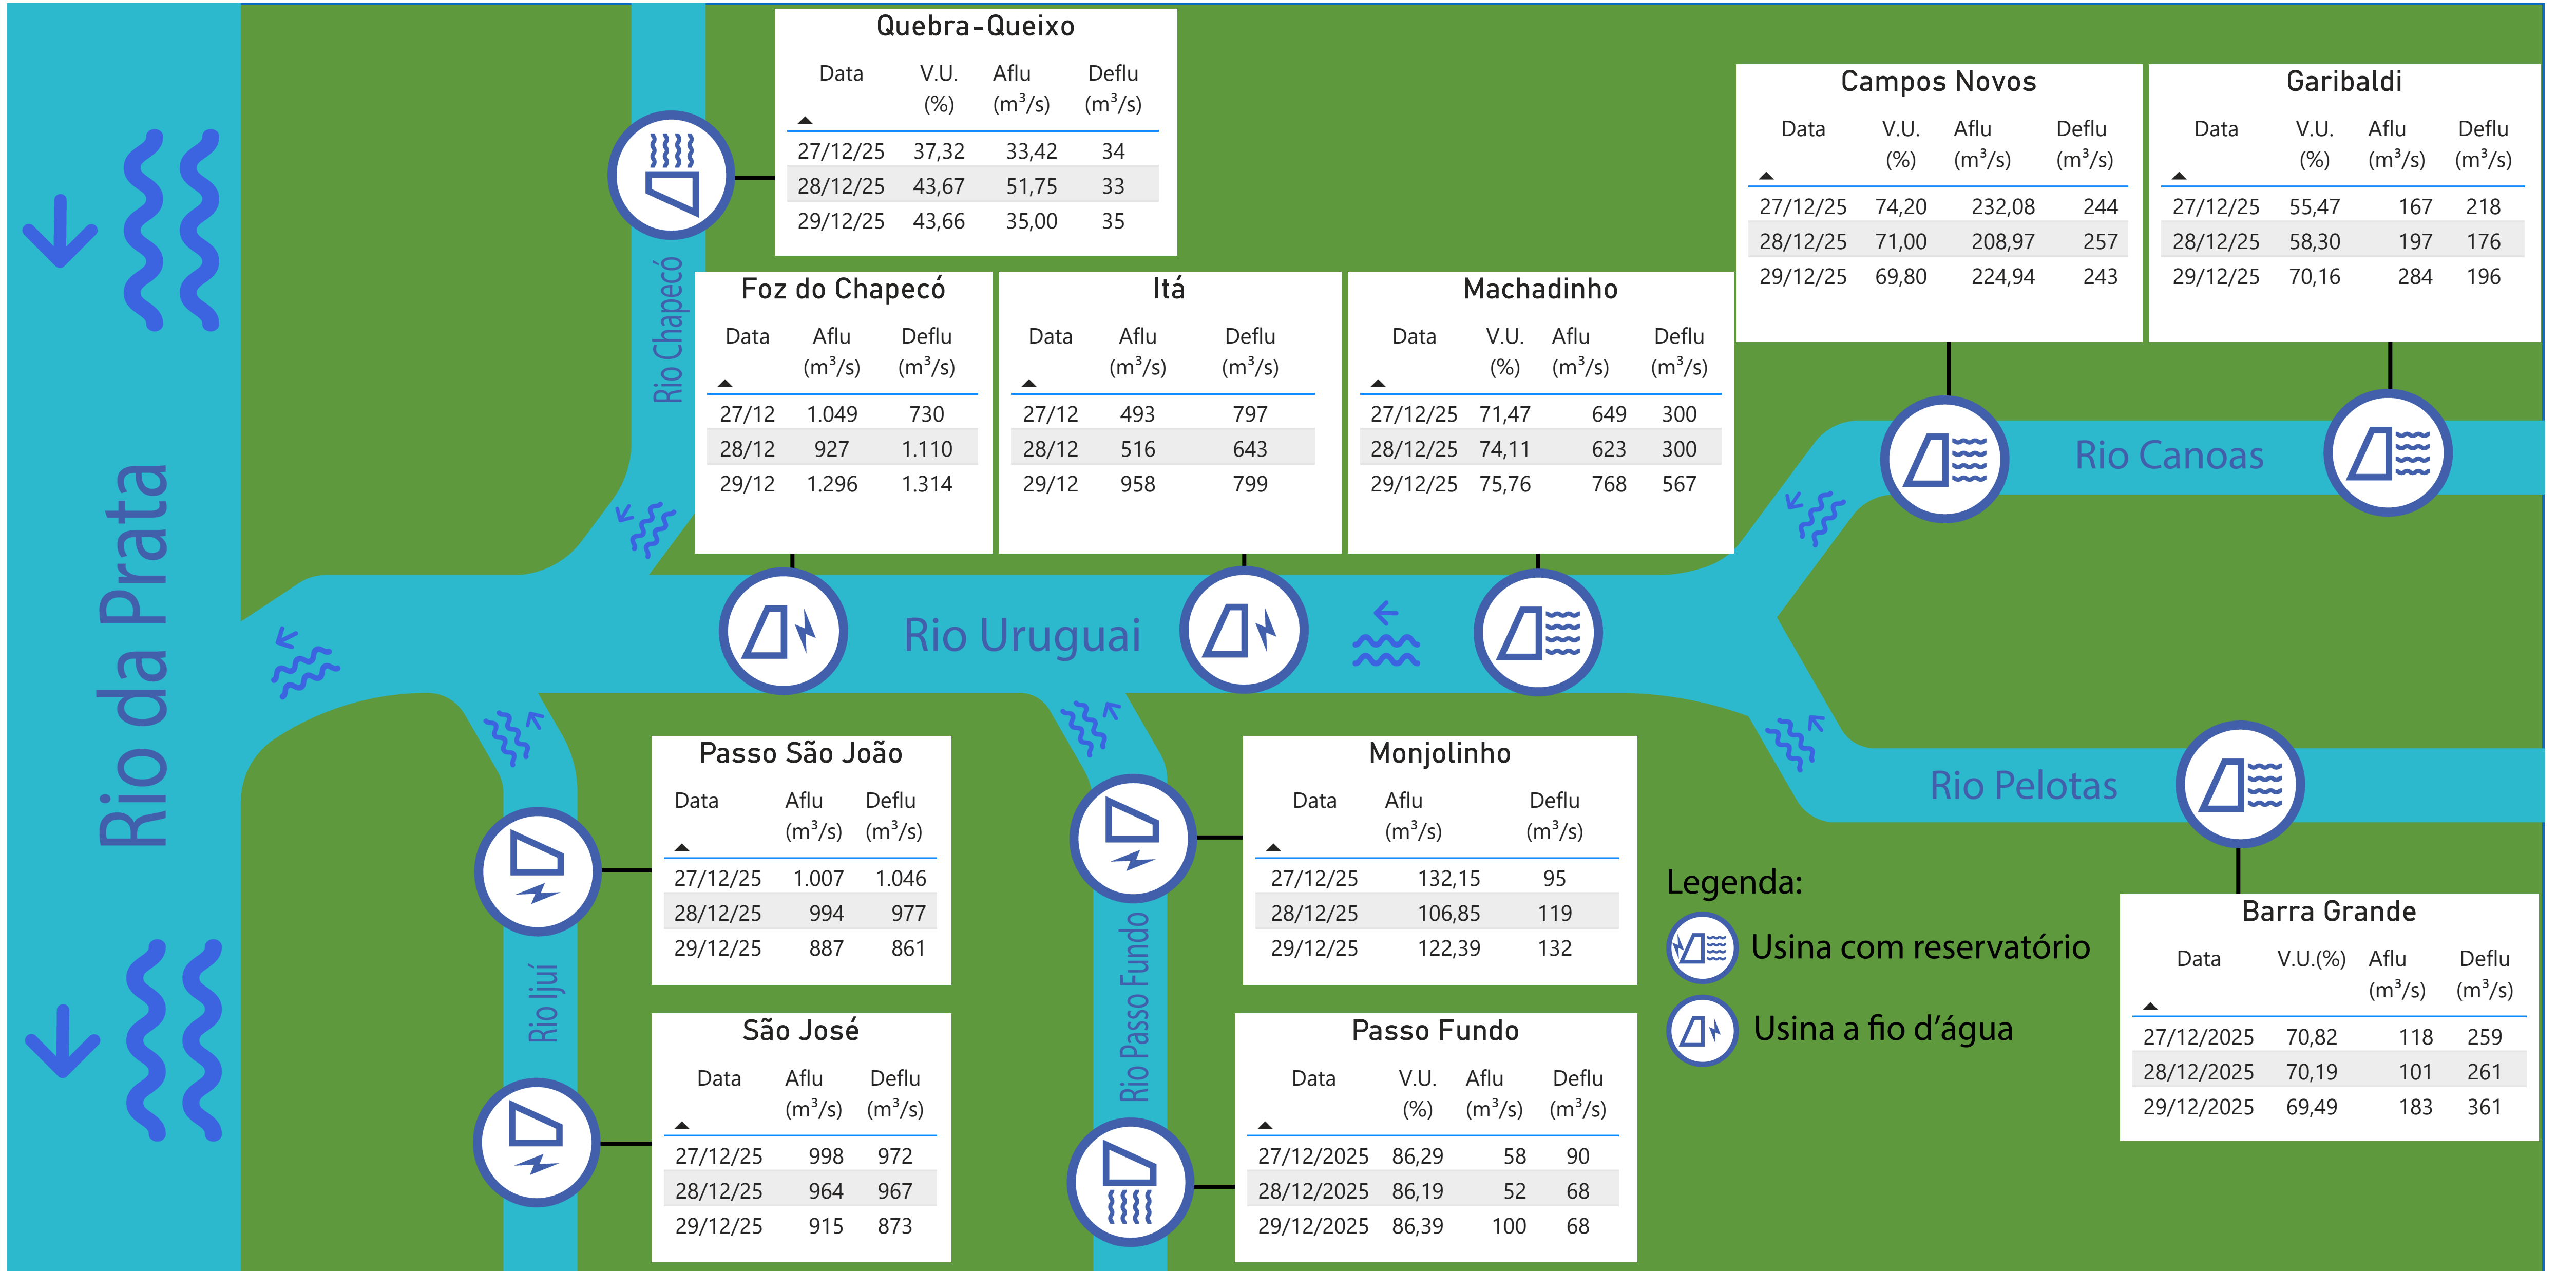 Quebra-Queixo
Data V.U. (%) Aflu (m³/s) Deflu (m³/s)
27/12/25 37,32 33,42 34
28/12/25 43,67 51,75 33
29/12/25 43,66 35,00 35
Campos Novos
Data V.U. (%) Aflu (m³/s) Deflu (m³/s)
27/12/25 74,20 232,08 244
28/12/25 71,00 208,97 257
29/12/25 69,80 224,94 243
Garibaldi
Data V.U. (%) Aflu (m³/s) Deflu (m³/s)
27/12/25 55,47 167 218
28/12/25 58,30 197 176
29/12/25 70,16 284 196
Rio Chapecó
Foz do Chapecó
Data Aflu (m³/s) Deflu (m³/s)
27/12 1.049 730
28/12 927 1.110
29/12 1.296 1.314
Itá
Data Aflu (m³/s) Deflu (m³/s)
27/12 493 797
28/12 516 643
29/12 958 799
Machadinho
Data V.U. (%) Aflu (m³/s) Deflu (m³/s)
27/12/25 71,47 649 300
28/12/25 74,11 623 300
29/12/25 75,76 768 567
Rio Canoas
Rio da Prata
Rio Uruguai
Rio Pelotas
Passo São João
Data Aflu (m³/s) Deflu (m³/s)
27/12/25 1.007 1.046
28/12/25 994 977
29/12/25 887 861
Monjolinho
Data Aflu (m³/s) Deflu (m³/s)
27/12/25 132,15 95
28/12/25 106,85 119
29/12/25 122,39 132
Legenda:
Usina com reservatório
Usina a fio d’água
Barra Grande
Data V.U.(%) Aflu (m³/s) Deflu (m³/s)
27/12/2025 70,82 118 259
28/12/2025 70,19 101 261
29/12/2025 69,49 183 361
Rio Ijuí
São José
Data Aflu (m³/s) Deflu (m³/s)
27/12/25 998 972
28/12/25 964 967
29/12/25 915 873
Rio Passo Fundo
Passo Fundo
Data V.U. (%) Aflu (m³/s) Deflu (m³/s)
27/12/2025 86,29 58 90
28/12/2025 86,19 52 68
29/12/2025 86,39 100 68